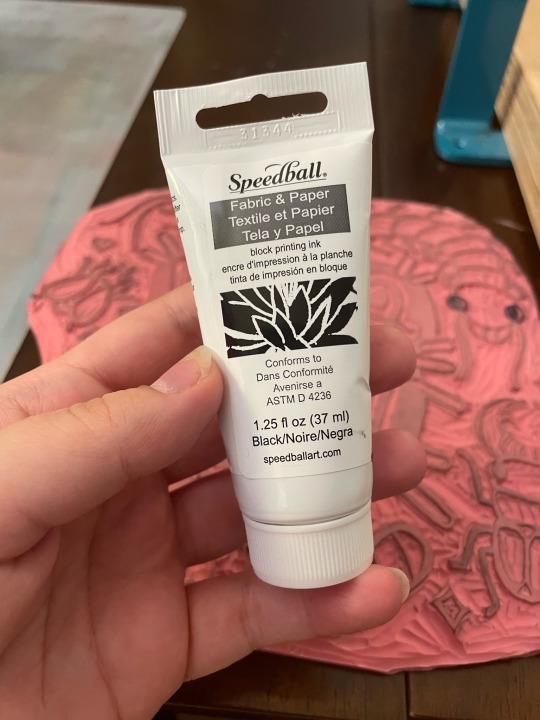 31344
Speedball®
Fabric & Paper
Textile et Papier
Tela y Papel
block printing ink
encre d'impression à la planche
tinta de impresión en bloque
Conforms to
Dans Conformité
Avenirse a
ASTM D 4236
1.25 fl oz (37 ml)
Black/Noire/Negra
speedballart.com